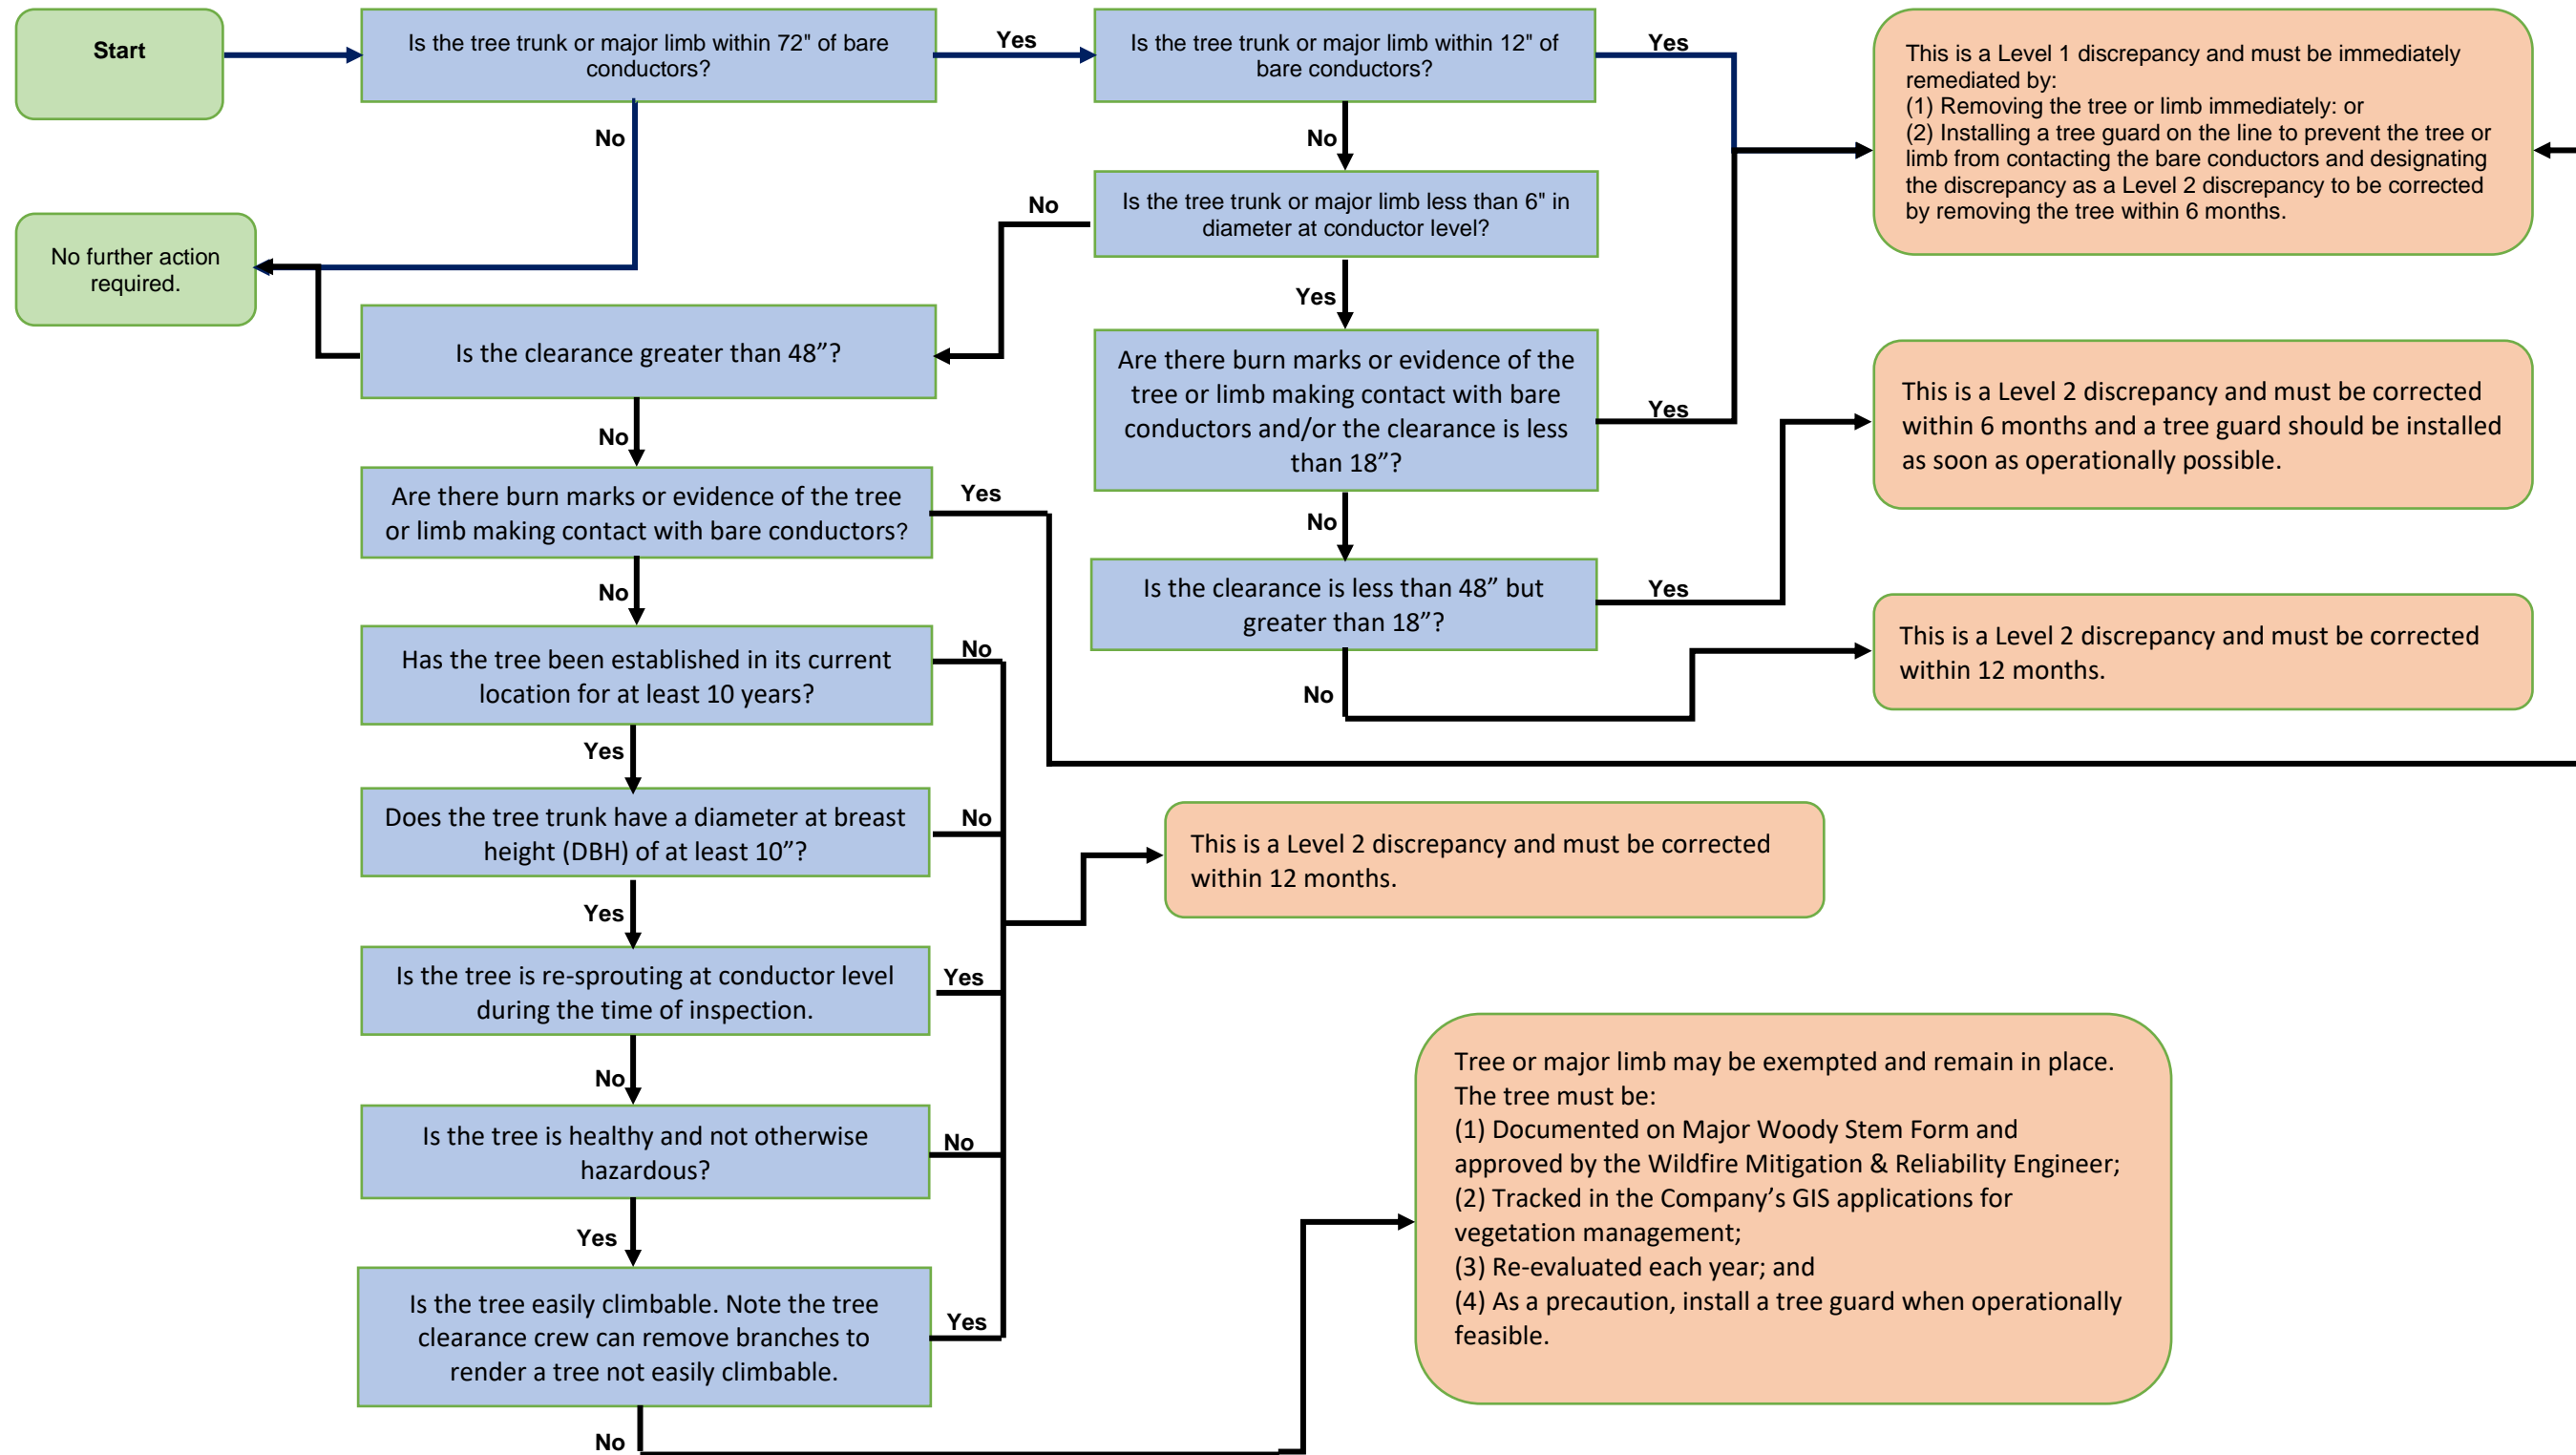 Start
Is the tree trunk or major limb within 72" of bare
conductors?
Yes
No
Is the tree trunk or major limb within 12" of
bare conductors?
Yes
No
This is a Level 1 discrepancy and must be immediately
remediated by:
(1) Removing the tree or limb immediately: or
(2) Installing a tree guard on the line to prevent the tree or
limb from contacting the bare conductors and designating
the discrepancy as a Level 2 discrepancy to be corrected
by removing the tree within 6 months.
No further action
required.
Is the tree trunk or major limb less than 6" in
diameter at conductor level?
No
Yes
Is the clearance greater than 48”?
No
Are there burn marks or evidence of the
tree or limb making contact with bare
conductors and/or the clearance is less
than 18”?
Yes
No
This is a Level 2 discrepancy and must be corrected
within 6 months and a tree guard should be installed
as soon as operationally possible.
Are there burn marks or evidence of the tree
or limb making contact with bare conductors?
Yes
No
Is the clearance is less than 48” but
greater than 18”?
Yes
No
This is a Level 2 discrepancy and must be corrected
within 12 months.
Has the tree been established in its current
location for at least 10 years?
No
Yes
Does the tree trunk have a diameter at breast
height (DBH) of at least 10”?
No
Yes
This is a Level 2 discrepancy and must be corrected
within 12 months.
Is the tree is re-sprouting at conductor level
during the time of inspection.
Yes
No
Is the tree is healthy and not otherwise
hazardous?
No
Yes
Is the tree easily climbable. Note the tree
clearance crew can remove branches to
render a tree not easily climbable.
Yes
No
Tree or major limb may be exempted and remain in place.
The tree must be:
(1) Documented on Major Woody Stem Form and
approved by the Wildfire Mitigation & Reliability Engineer;
(2) Tracked in the Company’s GIS applications for
vegetation management;
(3) Re-evaluated each year; and
(4) As a precaution, install a tree guard when operationally
feasible.